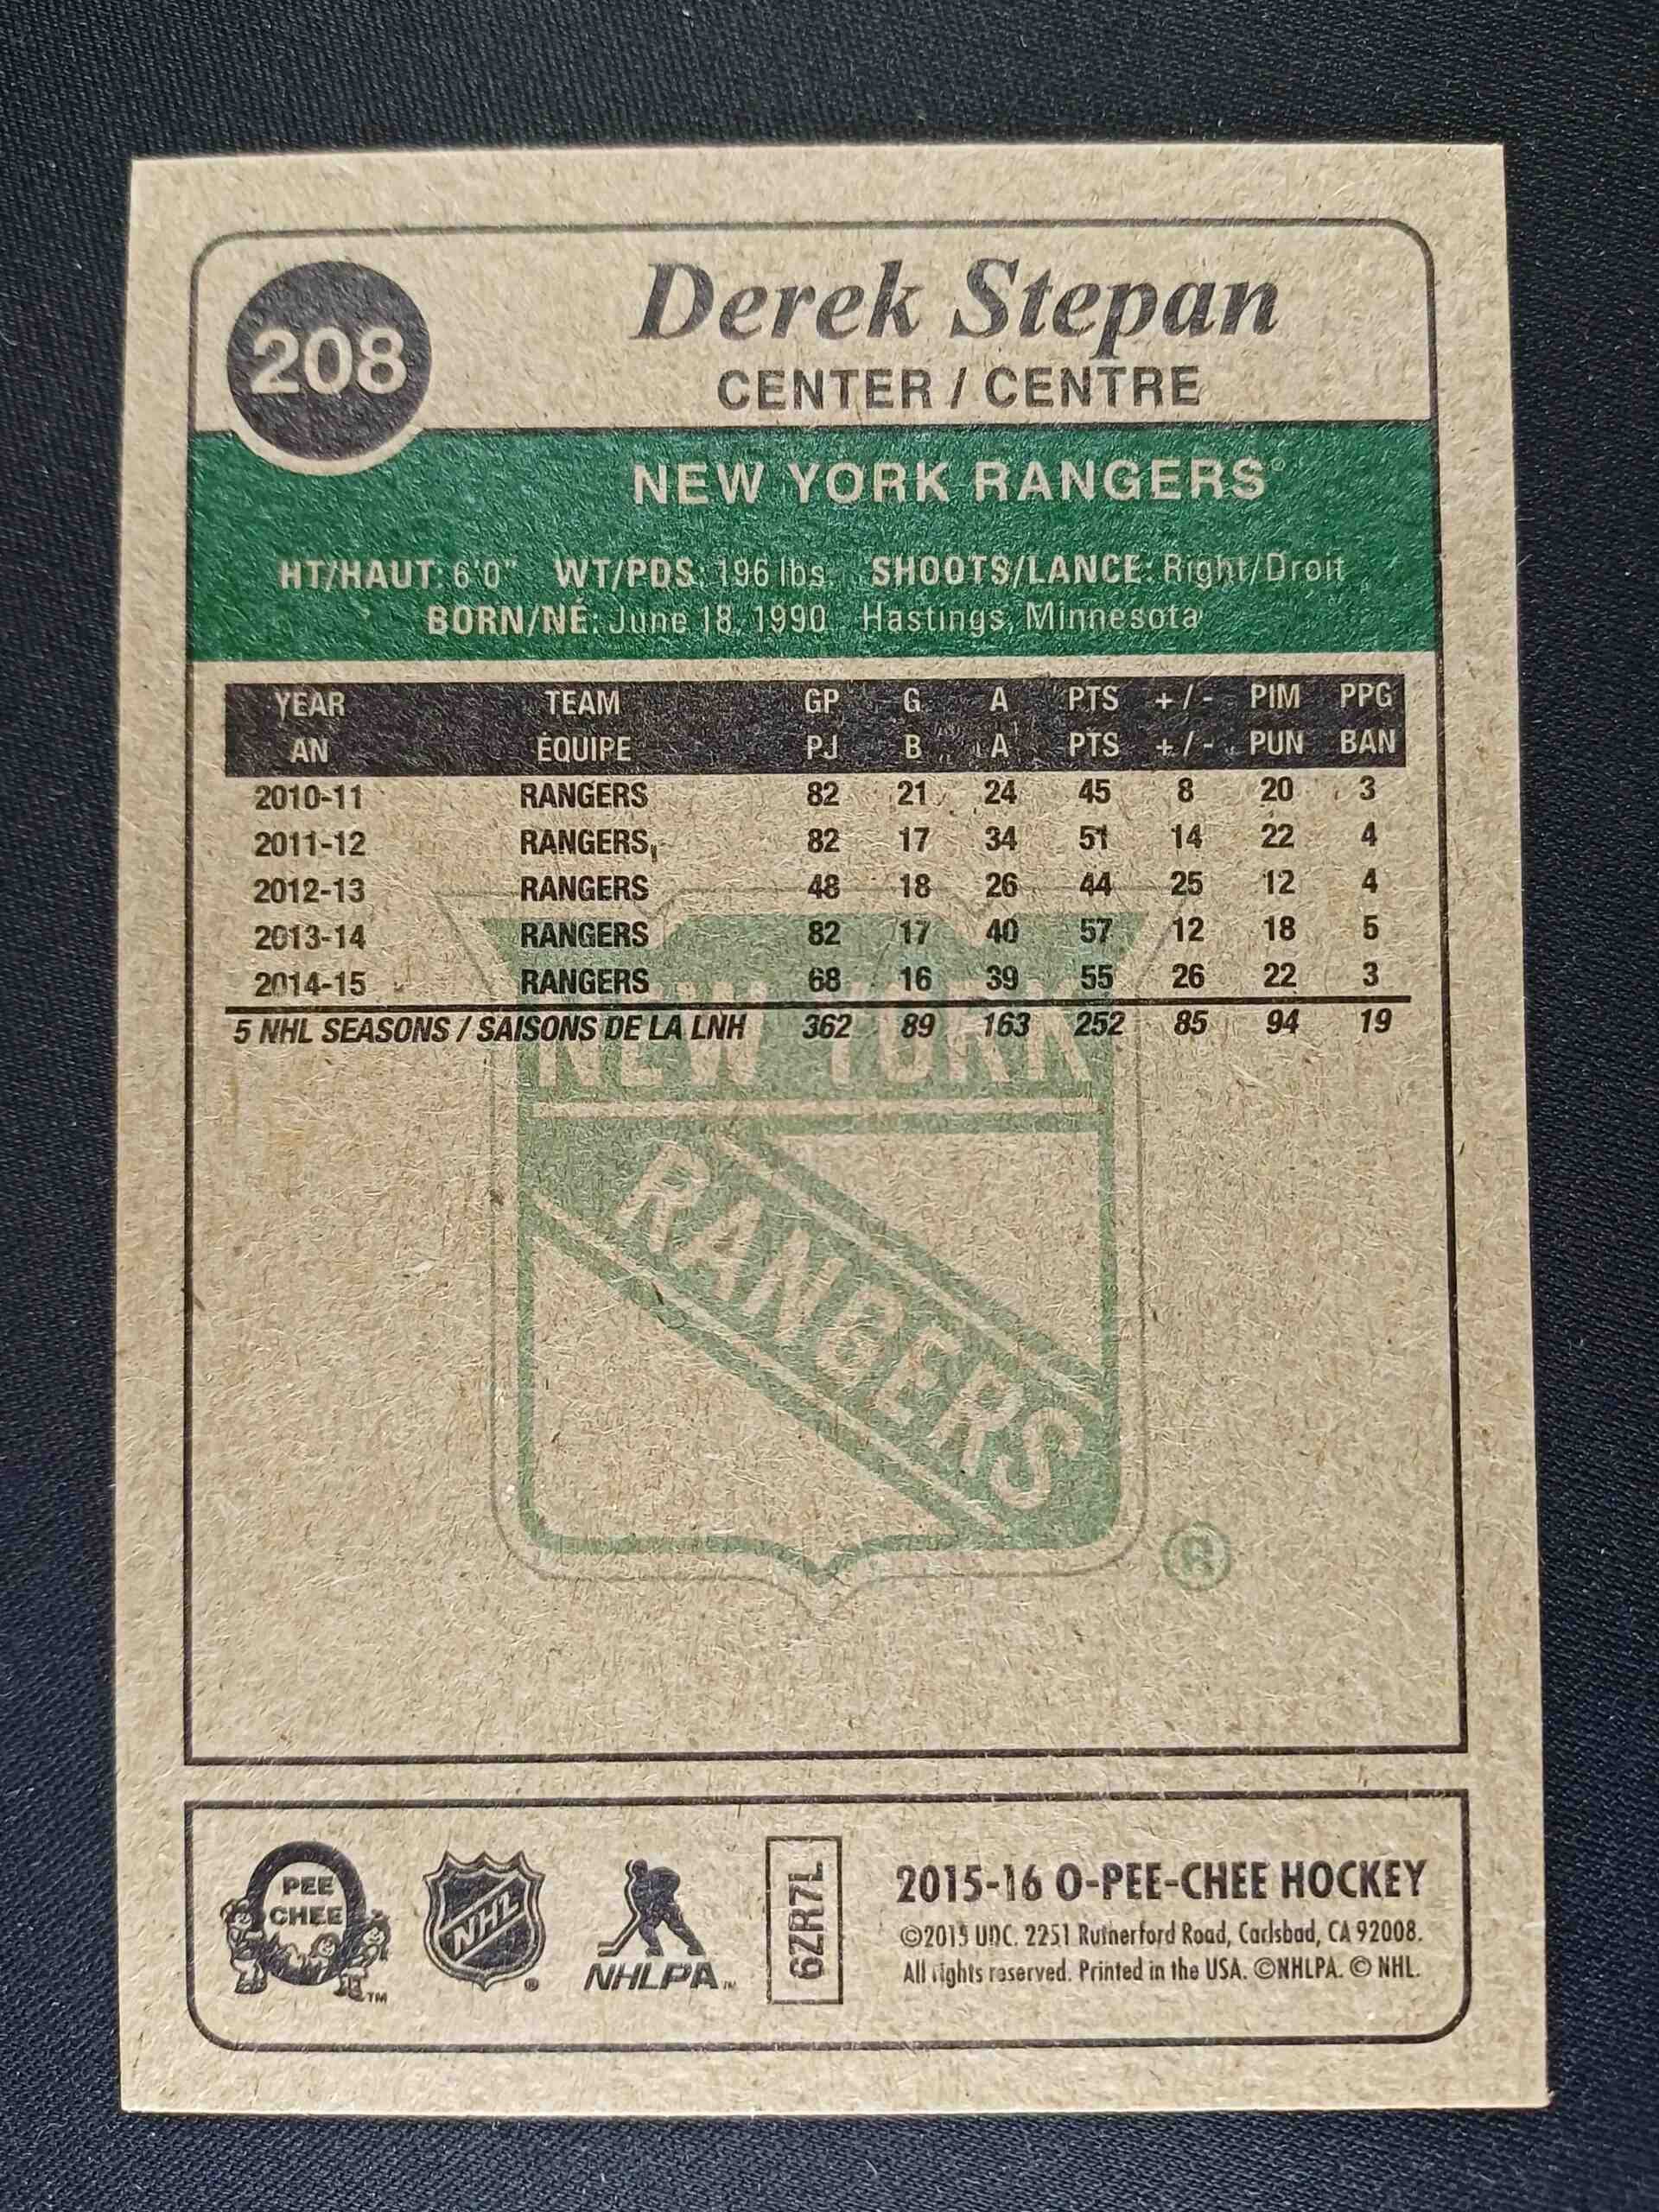 208
Derek Stepan
CENTER / CENTRE
NEW YORK RANGERS®
HT/HAUT: 6'0" WT/PDS: 196 lbs. SHOOTS/LANCE: Right/Droit
BORN/NÉ: June 18, 1990 Hastings, Minnesota
YEAR TEAM GP G A PTS +/- PIM PPG
AN ÉQUIPE PJ B A PTS +/- PUN BAN
2010-11 RANGERS 82 21 24 45 8 20 3
2011-12 RANGERS 82 17 34 51 14 22 4
2012-13 RANGERS 48 18 26 44 25 12 4
2013-14 RANGERS 82 17 40 57 12 18 5
2014-15 RANGERS 68 16 39 55 26 22 3
5 NHL SEASONS / SAISONS DE LA LNH 362 89 163 252 85 94 19
NEW YORK
RANGERS
®
PEE
CHEE
TM
NHL
®
NHLPA™
6ZR7L
2015-16 O-PEE-CHEE HOCKEY
©2015 UDC. 2251 Rutherford Road, Carlsbad, CA 92008.
All rights reserved. Printed in the USA. ©NHLPA. © NHL.